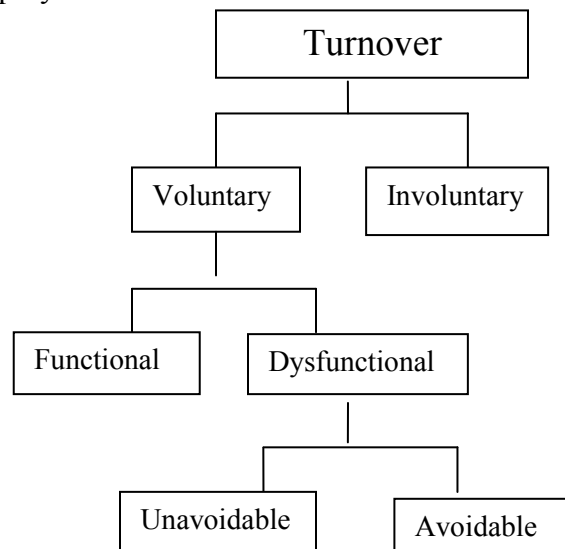 Turnover
Voluntary
Involuntary
Functional
Dysfunctional
Unavoidable
Avoidable